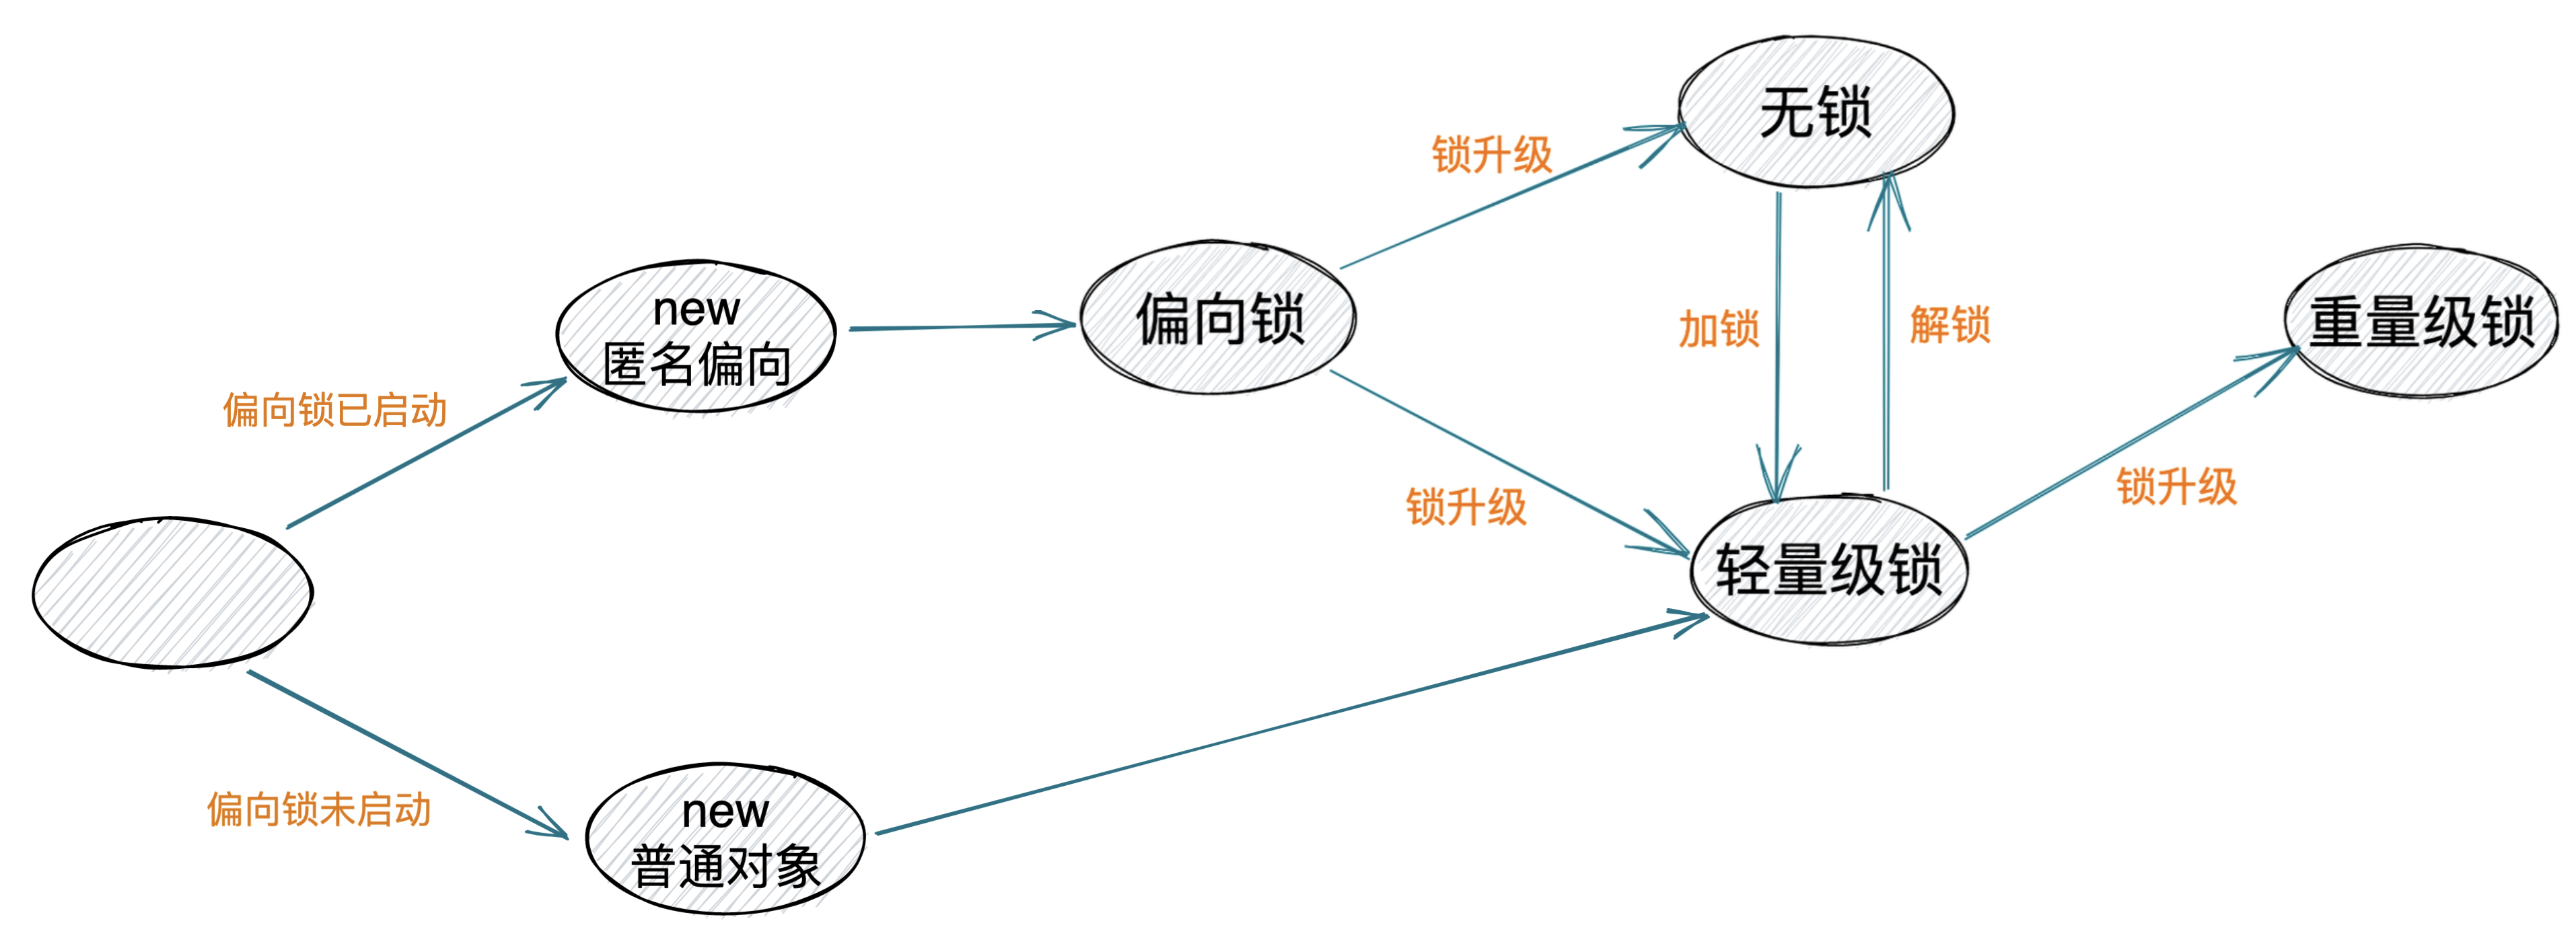 无锁
锁升级
new
匿名偏向
偏向锁
加锁
解锁
重量级锁
偏向锁已启动
锁升级
锁升级
轻量级锁
偏向锁未启动
new
普通对象